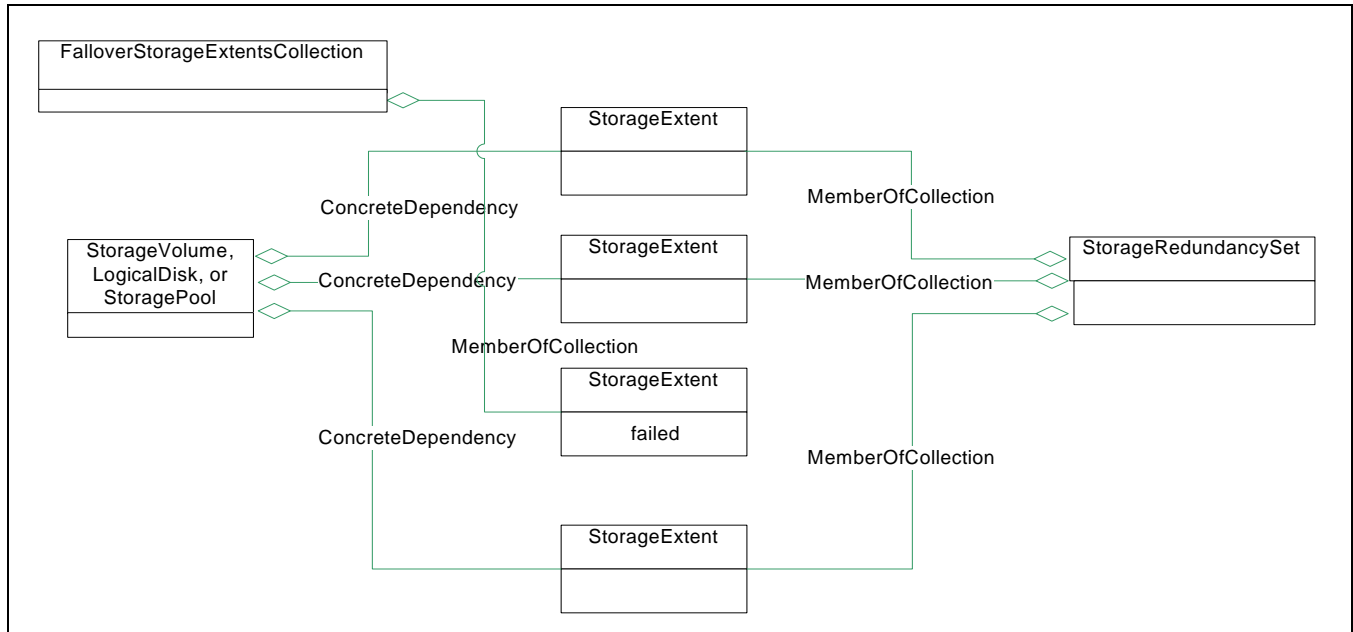 FalloverStorageExtentsCollection
StorageExtent
ConcreteDependency
MemberOfCollection
StorageVolume,
LogicalDisk, or
StoragePool
StorageExtent
StorageRedundancySet
ConcreteDependency
MemberOfCollection
MemberOfCollection
StorageExtent
failed
ConcreteDependency
MemberOfCollection
StorageExtent